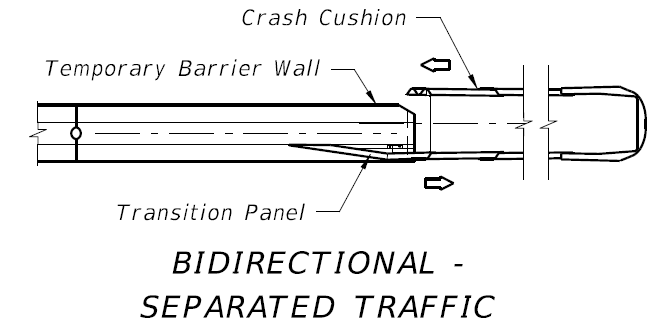 Crash Cushion
Temporary Barrier Wall
Transition Panel
BIDIRECTIONAL -
SEPARATED TRAFFIC